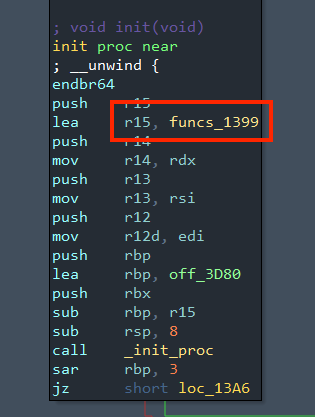 ; void init(void)
init proc near
; __unwind {
endbr64
push r15
lea r15, funcs_1399
push r14
mov r14, rdx
push r13
mov r13, rsi
push r12
mov r12d, edi
push rbp
lea rbp, off_3D80
push rbx
sub rbp, r15
sub rsp, 8
call _init_proc
sar rbp, 3
jz short loc_13A6